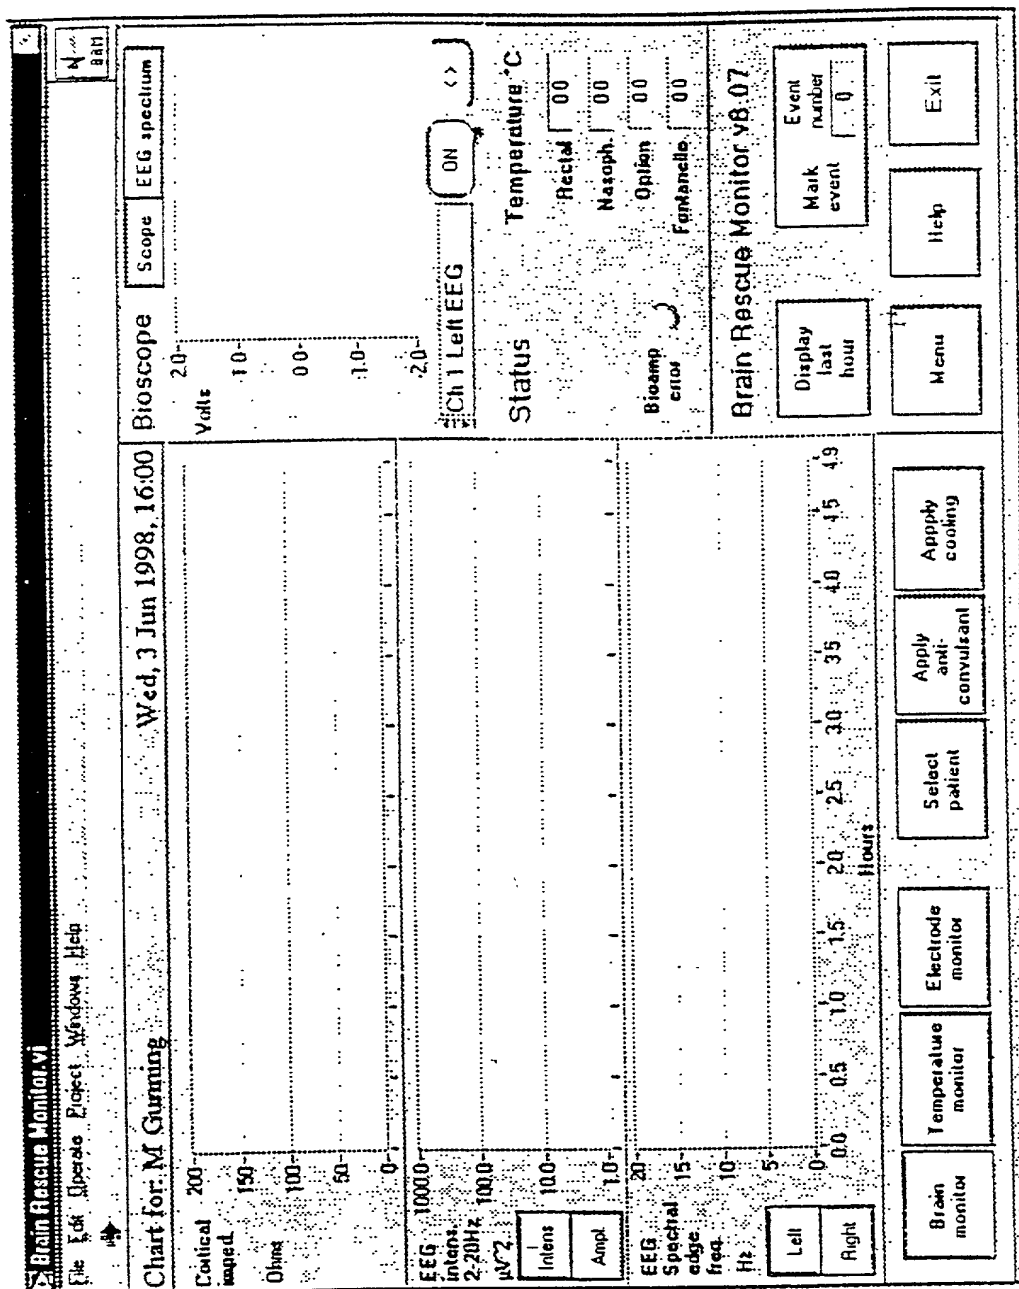 Brain Rescue Monitor.vi
File Edit Operate Project Windows Help
BRM
Chart for: M Gunning Wed, 3 Jun 1998, 16:00
Cortical
imped.
Ohms
200
150
100
50
0
EEG
intens.
2-20Hz
µV^2
1000.0
100.0
10.0
1.0
Intens
Ampl.
EEG
Spectral
edge
freq.
Hz
20
15
10
5
0
Left
Right
0.0 0.5 1.0 1.5 2.0 2.5 3.0 3.5 4.0 4.5 4.9
Hours
Bioscope Scope EEG spectrum
Volts
2.0
1.0
0.0
-1.0
-2.0
Ch 1 Left EEG ON < >
Status Temperature °C
Rectal 0.0
Nasoph. 0.0
Option 0.0
Fontanelle 0.0
Bioamp
error
Brain Rescue Monitor v8.07
Display
last
hour
Mark
event
Event
number
0
Menu Help Exit
Brain
monitor
Temperature
monitor
Electrode
monitor
Select
patient
Apply
anti-
convulsant
Appply
cooling